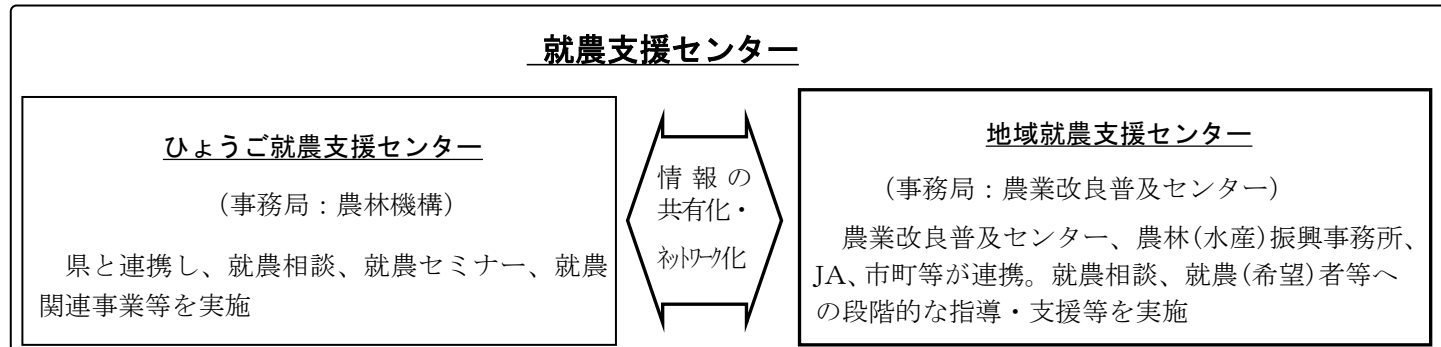 就農支援センター
ひょうご就農支援センター
(事務局：農林機構)
県と連携し、就農相談、就農セミナー、就農
関連事業等を実施
情報の
共有化・
ﾈｯﾄﾜｰｸ化
地域就農支援センター
(事務局：農業改良普及センター)
農業改良普及センター、農林(水産)振興事務所、
JA、市町等が連携。就農相談、就農(希望)者等へ
の段階的な指導・支援等を実施